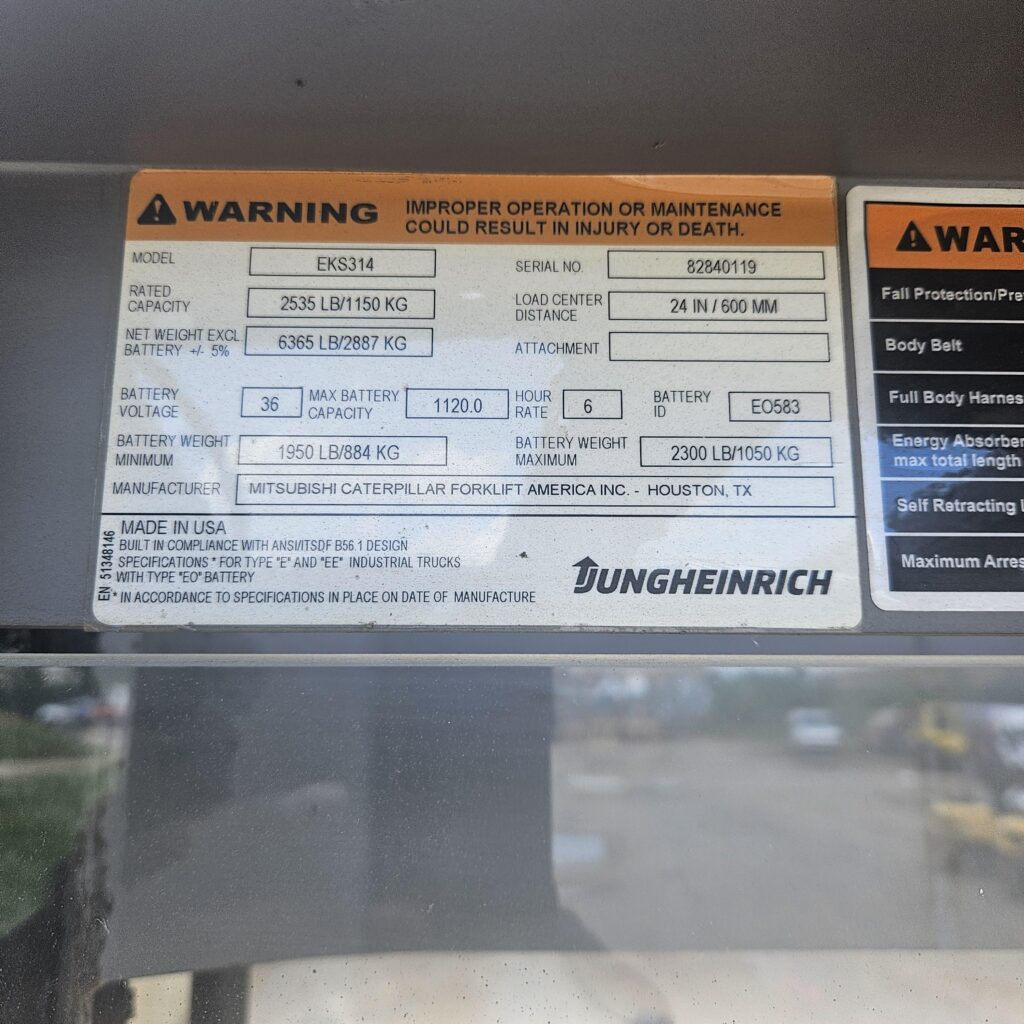 WARNING
IMPROPER OPERATION OR MAINTENANCE
COULD RESULT IN INJURY OR DEATH.
MODEL EKS314 SERIAL NO. 82840119
RATED CAPACITY 2535 LB/1150 KG LOAD CENTER DISTANCE 24 IN / 600 MM
NET WEIGHT EXCL BATTERY +/- 5% 6365 LB/2887 KG ATTACHMENT
BATTERY VOLTAGE 36 MAX BATTERY CAPACITY 1120.0 HOUR RATE 6 BATTERY ID EO583
BATTERY WEIGHT MINIMUM 1950 LB/884 KG BATTERY WEIGHT MAXIMUM 2300 LB/1050 KG
MANUFACTURER MITSUBISHI CATERPILLAR FORKLIFT AMERICA INC. - HOUSTON, TX
EN 51348146
MADE IN USA
BUILT IN COMPLIANCE WITH ANSI/ITSDF B56.1 DESIGN
SPECIFICATIONS * FOR TYPE "E" AND "EE" INDUSTRIAL TRUCKS
WITH TYPE "EO" BATTERY
* IN ACCORDANCE TO SPECIFICATIONS IN PLACE ON DATE OF MANUFACTURE
JUNGHEINRICH
WAR
Fall Protection/Pre
Body Belt
Full Body Harnes
Energy Absorber
max total length
Self Retracting
Maximum Arres